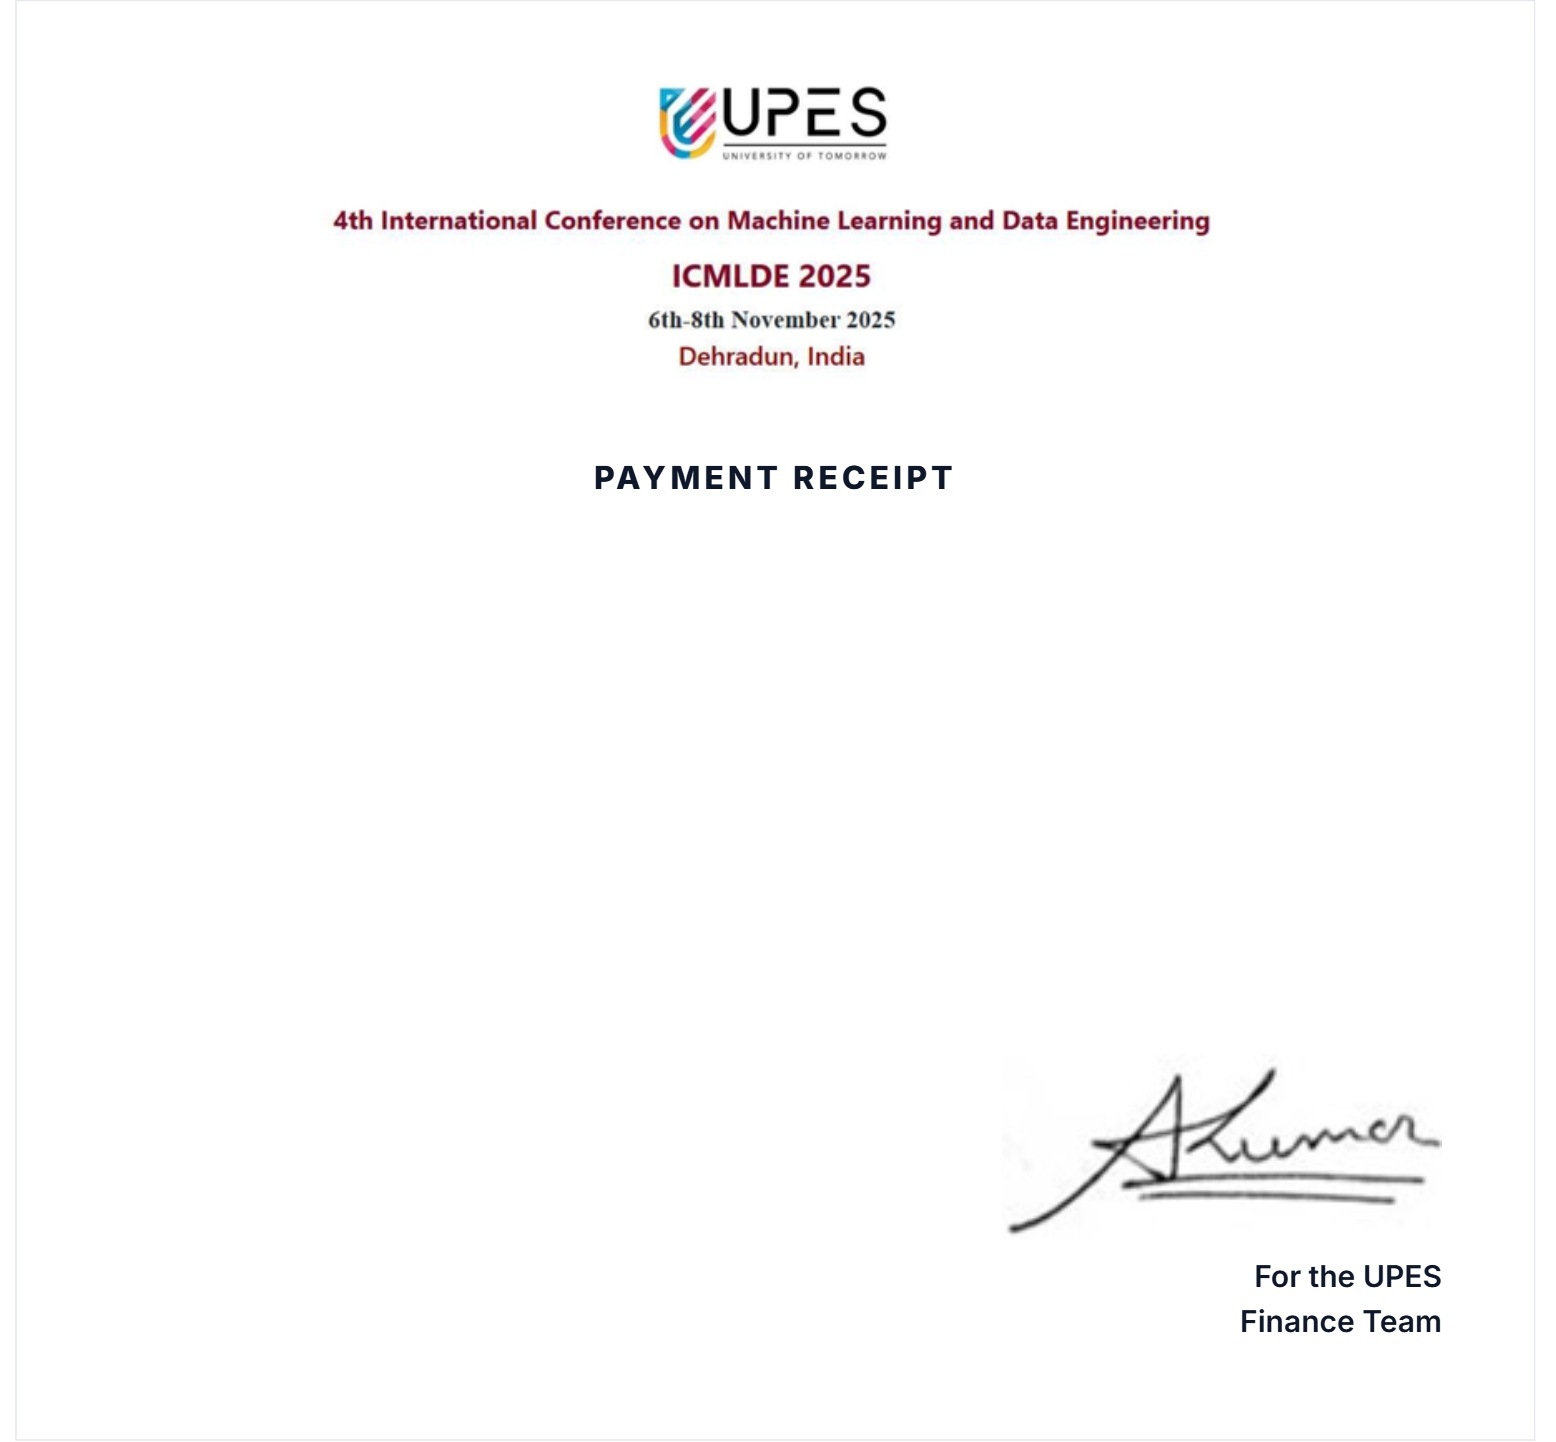 UPES
UNIVERSITY OF TOMORROW
4th International Conference on Machine Learning and Data Engineering
ICMLDE 2025
6th-8th November 2025
Dehradun, India
PAYMENT RECEIPT
AKumar
For the UPES
Finance Team